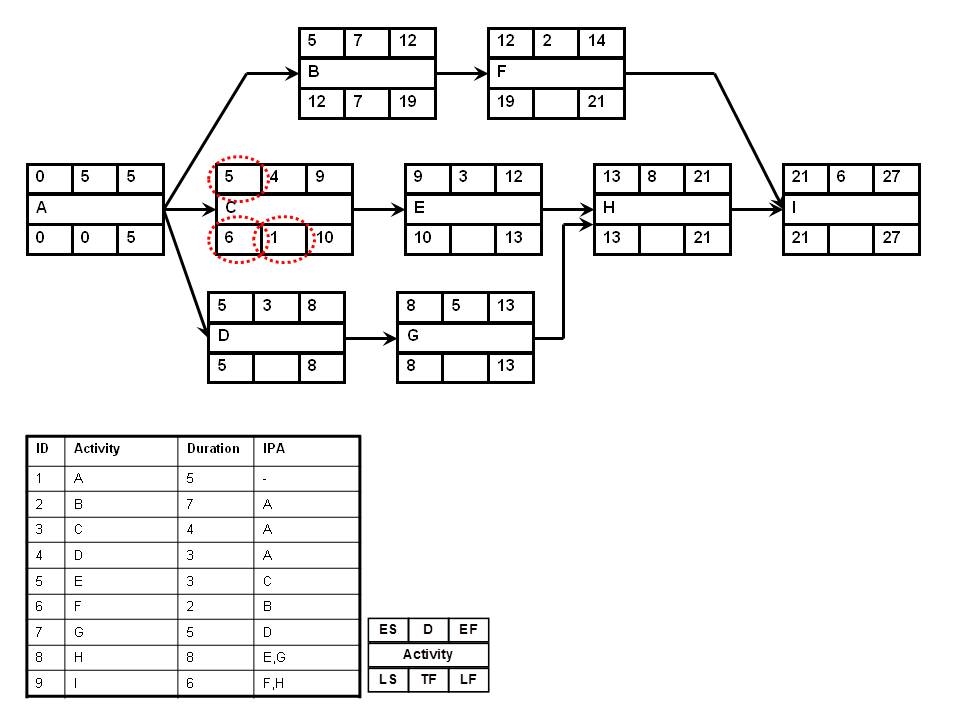 5 7 12
B
12 7 19
12 2 14
F
19 21
0 5 5
A
0 0 5
5 4 9
C
6 1 10
9 3 12
E
10 13
13 8 21
H
13 21
21 6 27
I
21 27
5 3 8
D
5 8
8 5 13
G
8 13
ID Activity Duration IPA
1 A 5 -
2 B 7 A
3 C 4 A
4 D 3 A
5 E 3 C
6 F 2 B
7 G 5 D
8 H 8 E,G
9 I 6 F,H
ES D EF
Activity
LS TF LF